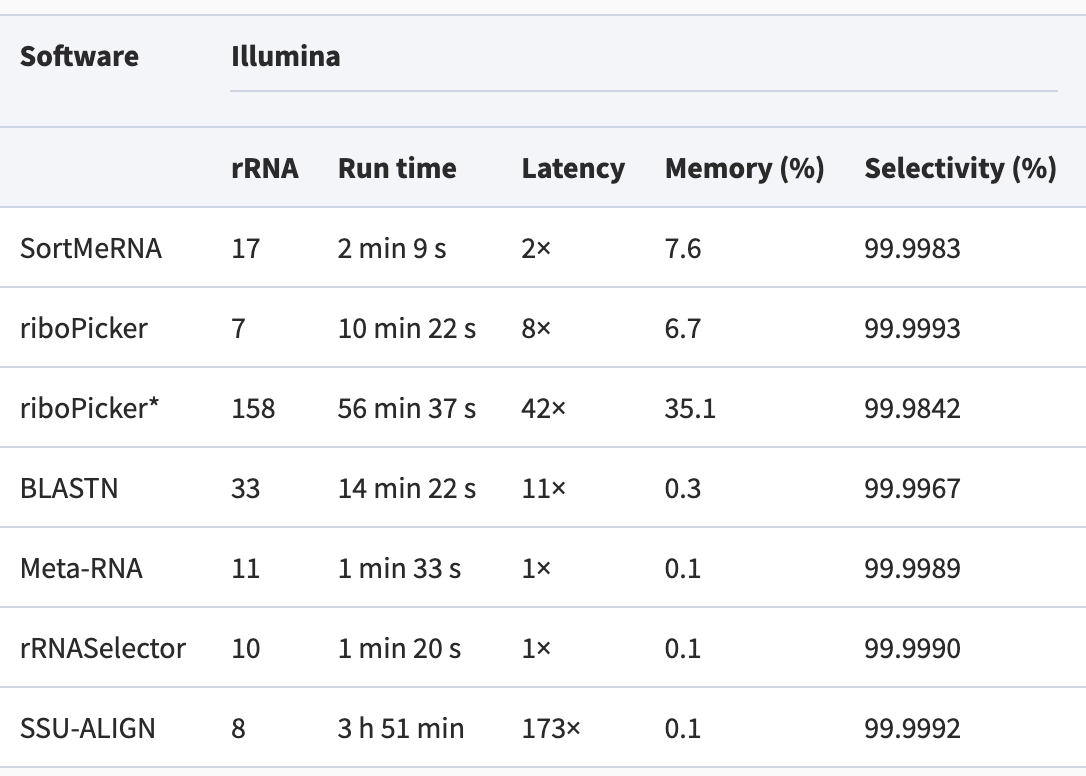 Software Illumina
rRNA Run time Latency Memory (%) Selectivity (%)
SortMeRNA 17 2 min 9 s 2× 7.6 99.9983
riboPicker 7 10 min 22 s 8× 6.7 99.9993
riboPicker* 158 56 min 37 s 42× 35.1 99.9842
BLASTN 33 14 min 22 s 11× 0.3 99.9967
Meta-RNA 11 1 min 33 s 1× 0.1 99.9989
rRNASelector 10 1 min 20 s 1× 0.1 99.9990
SSU-ALIGN 8 3 h 51 min 173× 0.1 99.9992